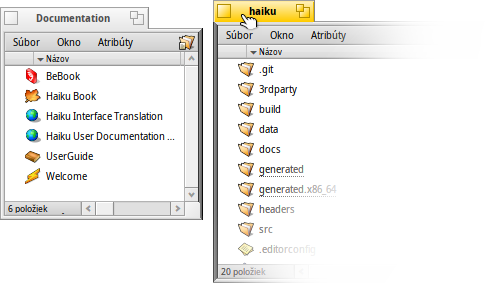 Documentation
Súbor Okno Atribúty
Názov
BeBook
Haiku Book
Haiku Interface Translation
Haiku User Documentation ...
UserGuide
Welcome
6 položiek
haiku
Súbor Okno Atribúty
Názov
.git
3rdparty
build
data
docs
generated
generated.x86_64
headers
src
.editorconfig
20 položiek